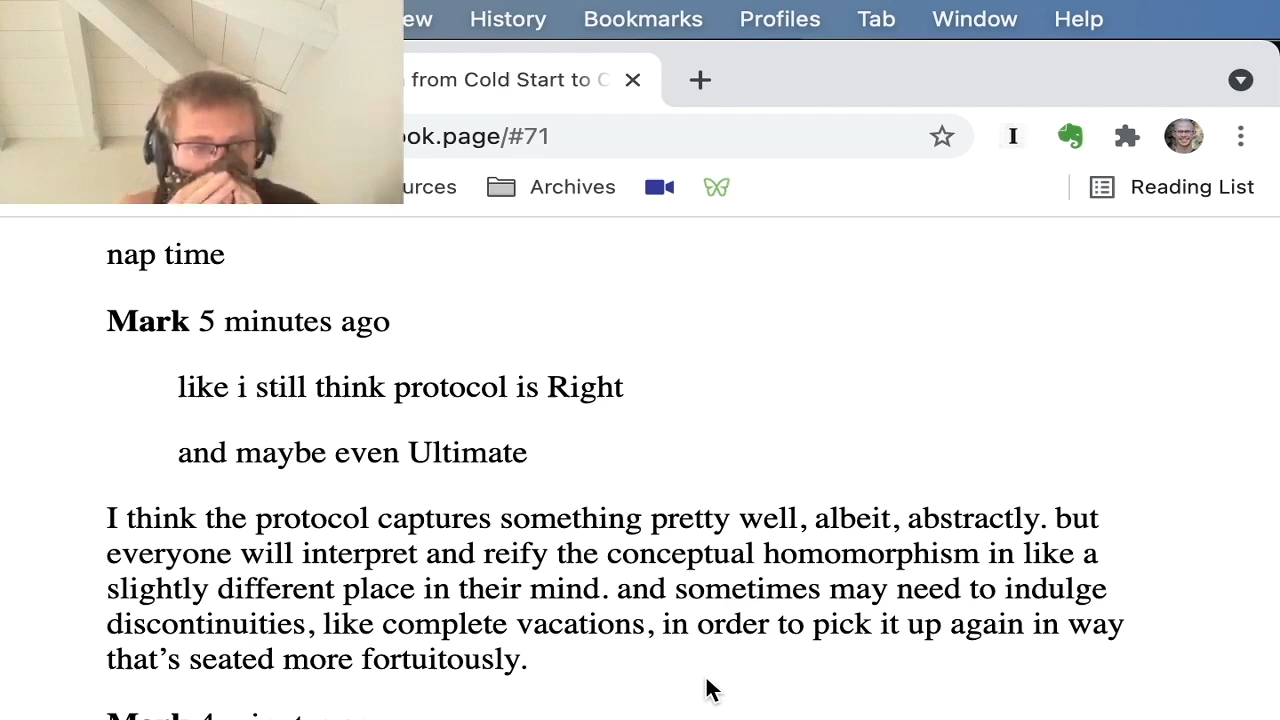 ew History Bookmarks Profiles Tab Window Help
from Cold Start to C
ook.page/#71
urces Archives Reading List
nap time
Mark 5 minutes ago
like i still think protocol is Right
and maybe even Ultimate
I think the protocol captures something pretty well, albeit, abstractly. but
everyone will interpret and reify the conceptual homomorphism in like a
slightly different place in their mind. and sometimes may need to indulge
discontinuities, like complete vacations, in order to pick it up again in way
that's seated more fortuitously.